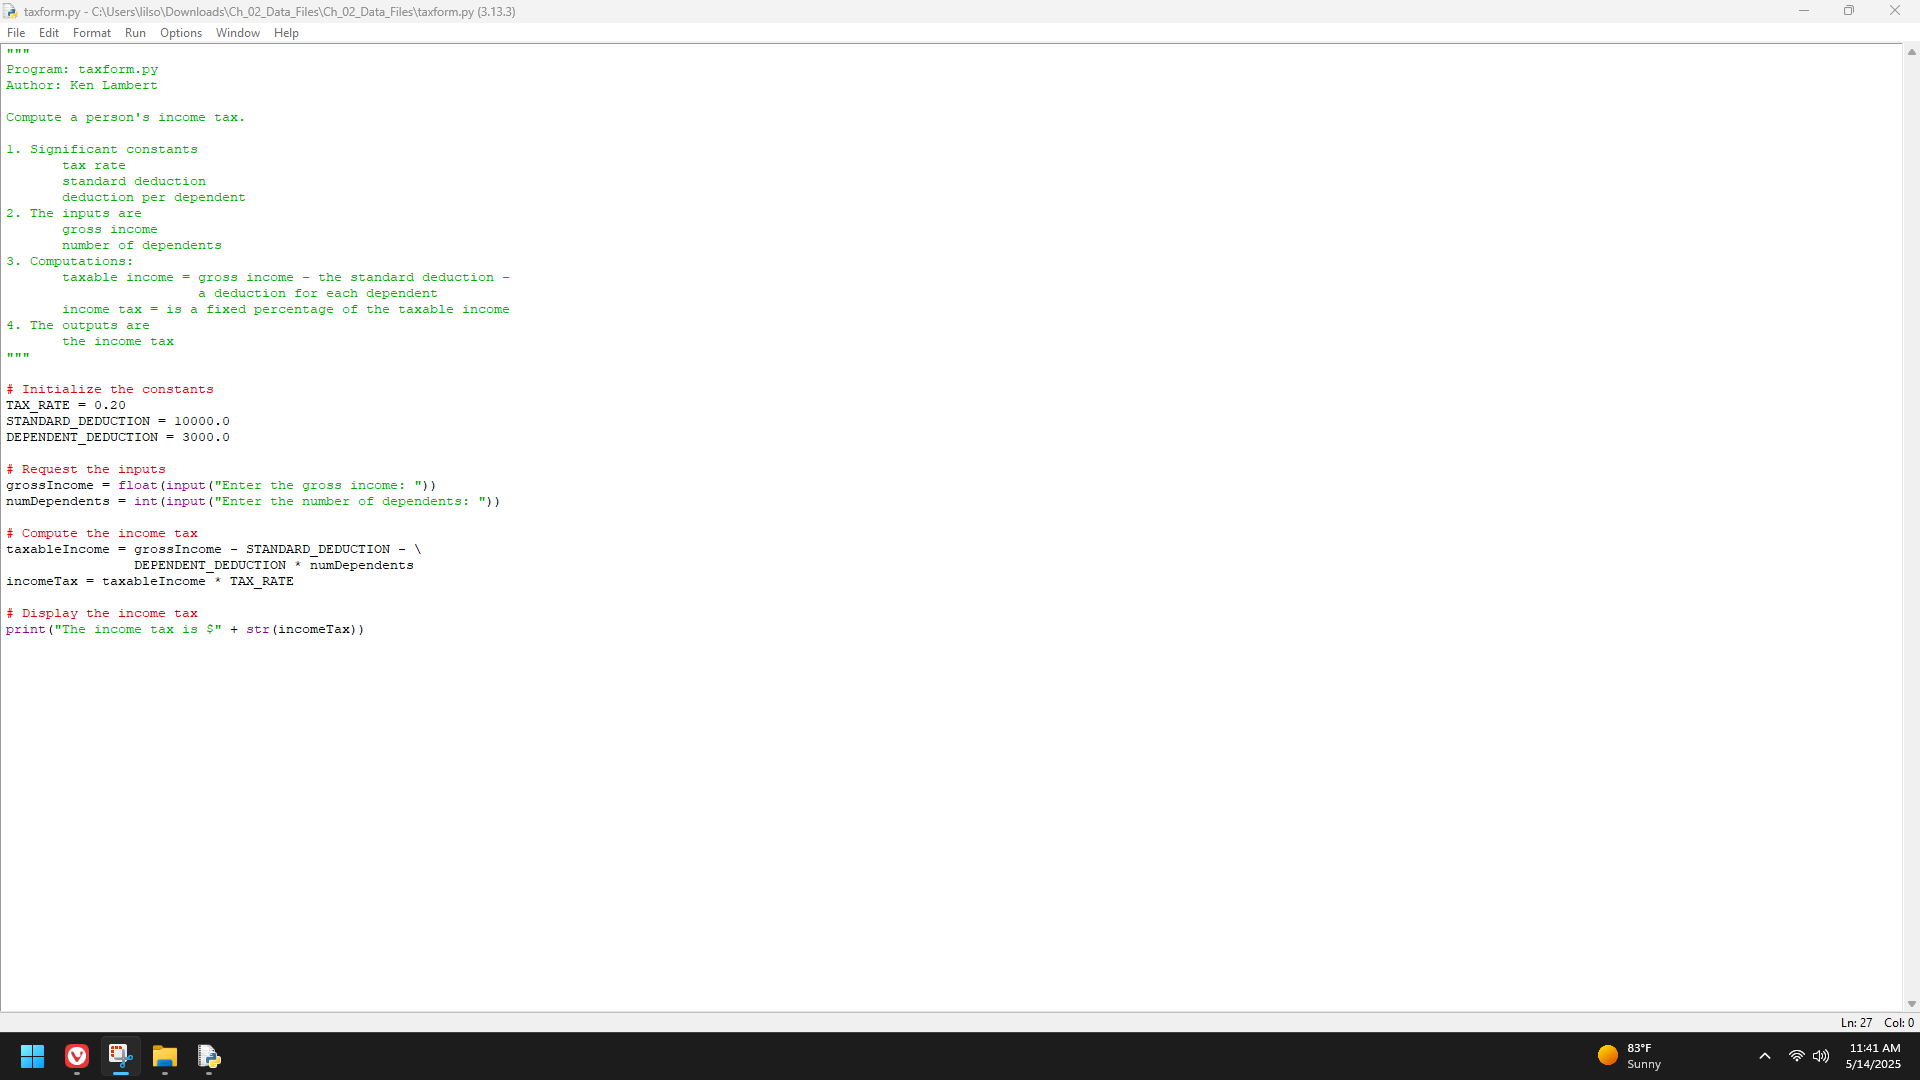 taxform.py - C:\Users\lilso\Downloads\Ch_02_Data_Files\Ch_02_Data_Files\taxform.py (3.13.3)
File Edit Format Run Options Window Help
"""
Program: taxform.py
Author: Ken Lambert

Compute a person's income tax.

1. Significant constants
       tax rate
       standard deduction
       deduction per dependent
2. The inputs are
       gross income
       number of dependents
3. Computations:
       taxable income = gross income - the standard deduction -
                        a deduction for each dependent
       income tax = is a fixed percentage of the taxable income
4. The outputs are
       the income tax
"""

# Initialize the constants
TAX_RATE = 0.20
STANDARD_DEDUCTION = 10000.0
DEPENDENT_DEDUCTION = 3000.0

# Request the inputs
grossIncome = float(input("Enter the gross income: "))
numDependents = int(input("Enter the number of dependents: "))

# Compute the income tax
taxableIncome = grossIncome - STANDARD_DEDUCTION - \
                DEPENDENT_DEDUCTION * numDependents
incomeTax = taxableIncome * TAX_RATE

# Display the income tax
print("The income tax is $" + str(incomeTax))
Ln: 27 Col: 0
83°F
Sunny
11:41 AM
5/14/2025